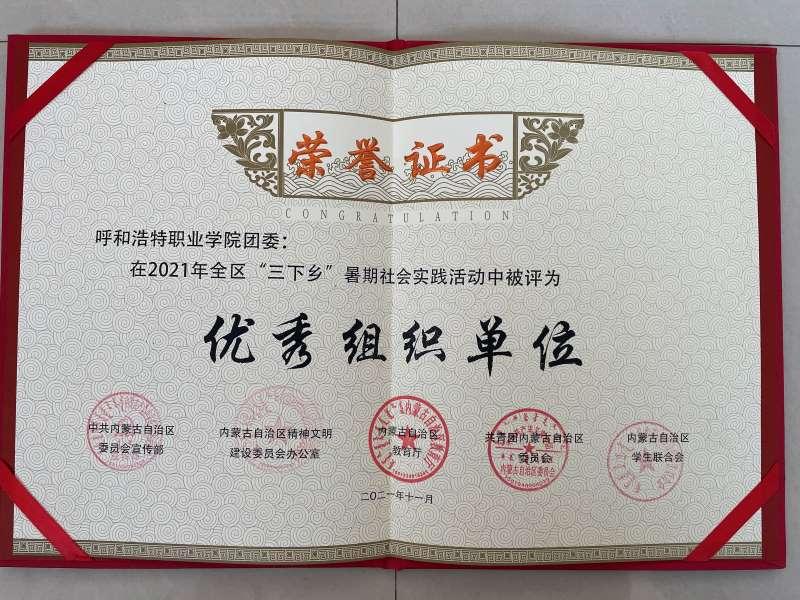 荣誉证书
CONGRATULATION
呼和浩特职业学院团委：
在2021年全区“三下乡”暑期社会实践活动中被评为
优秀组织单位
中共内蒙古自治区
委员会宣传部
内蒙古自治区精神文明
建设委员会办公室
内蒙古自治区
教育厅
共青团内蒙古自治区
委员会
内蒙古自治区
学生联合会
二〇二一年十一月